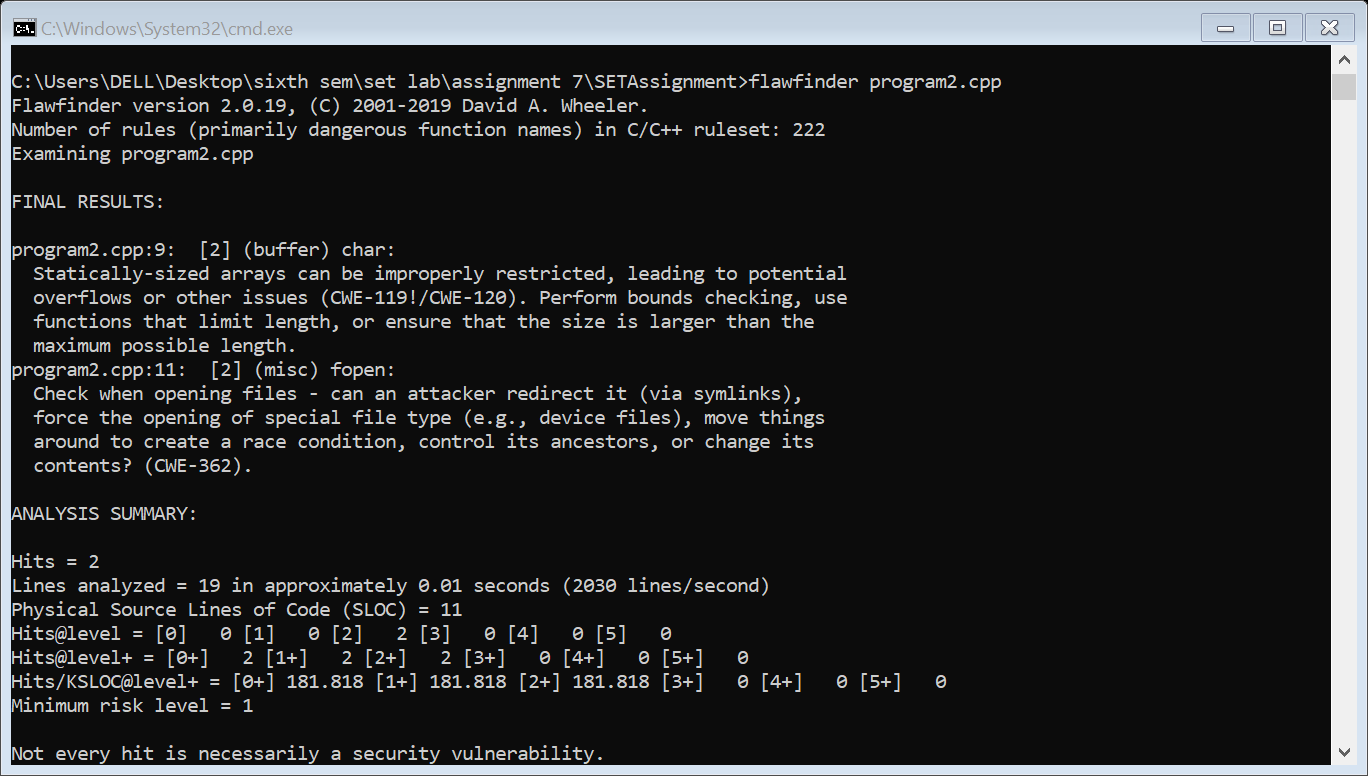 C:\Windows\System32\cmd.exe
C:\Users\DELL\Desktop\sixth sem\set lab\assignment 7\SETAssignment>flawfinder program2.cpp
Flawfinder version 2.0.19, (C) 2001-2019 David A. Wheeler.
Number of rules (primarily dangerous function names) in C/C++ ruleset: 222
Examining program2.cpp
FINAL RESULTS:
program2.cpp:9:  [2] (buffer) char:
  Statically-sized arrays can be improperly restricted, leading to potential
  overflows or other issues (CWE-119!/CWE-120). Perform bounds checking, use
  functions that limit length, or ensure that the size is larger than the
  maximum possible length.
program2.cpp:11:  [2] (misc) fopen:
  Check when opening files - can an attacker redirect it (via symlinks),
  force the opening of special file type (e.g., device files), move things
  around to create a race condition, control its ancestors, or change its
  contents? (CWE-362).
ANALYSIS SUMMARY:
Hits = 2
Lines analyzed = 19 in approximately 0.01 seconds (2030 lines/second)
Physical Source Lines of Code (SLOC) = 11
Hits@level = [0]   0 [1]   0 [2]   2 [3]   0 [4]   0 [5]   0
Hits@level+ = [0+]   2 [1+]   2 [2+]   2 [3+]   0 [4+]   0 [5+]   0
Hits/KSLOC@level+ = [0+] 181.818 [1+] 181.818 [2+] 181.818 [3+]   0 [4+]   0 [5+]   0
Minimum risk level = 1
Not every hit is necessarily a security vulnerability.